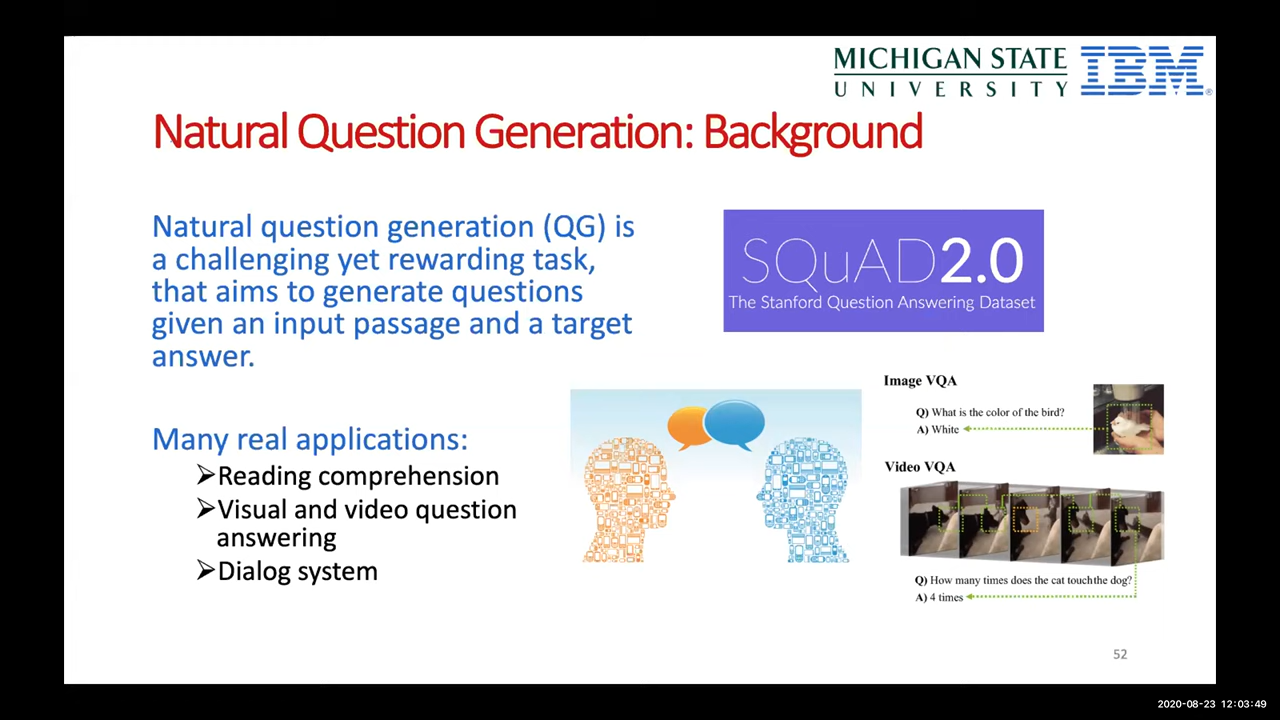 MICHIGAN STATE
UNIVERSITY
IBM®
Natural Question Generation: Background
Natural question generation (QG) is
a challenging yet rewarding task,
that aims to generate questions
given an input passage and a target
answer.
SQuAD2.0
The Stanford Question Answering Dataset
Many real applications:
➢Reading comprehension
➢Visual and video question
answering
➢Dialog system
Image VQA
Q) What is the color of the bird?
A) White
Video VQA
Q) How many times does the cat touch the dog?
A) 4 times
52
2020-08-23 12:03:49